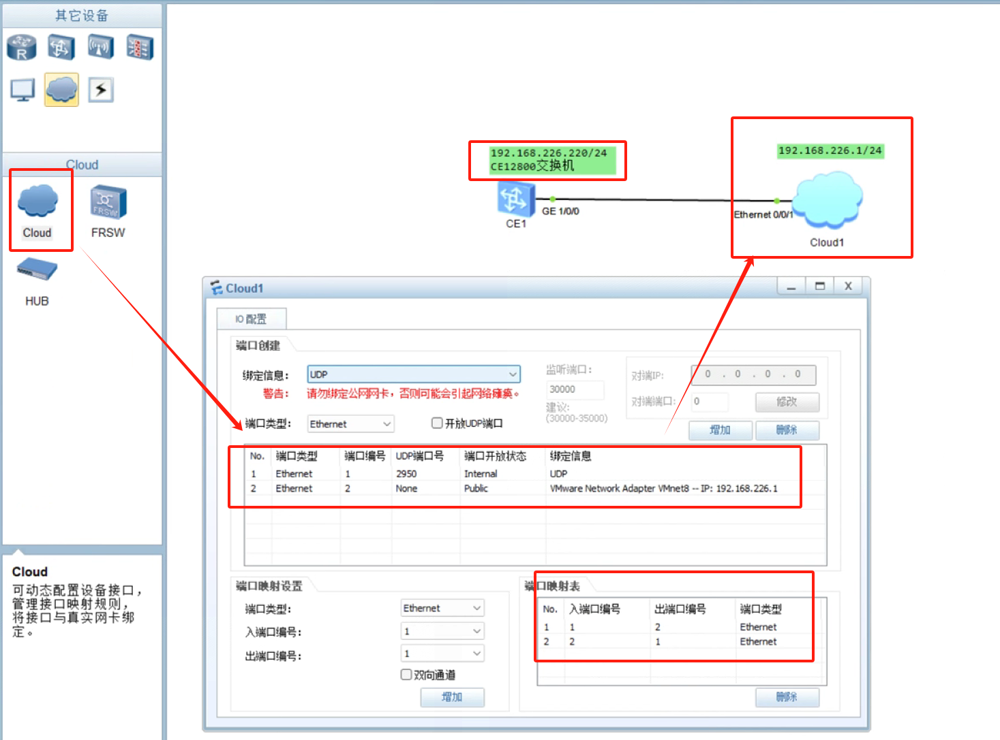 其它设备
R
Cloud
Cloud
FRSW
FRSW
HUB
Cloud
可动态配置设备接口，
管理接口映射规则，
将接口与真实网卡绑
定。
192.168.226.220/24
CE12800交换机
GE 1/0/0
CE1
192.168.226.1/24
Ethernet 0/0/1
Cloud1
Cloud1
X
IO 配置
端口创建
绑定信息：
UDP
警告：
请勿绑定公网网卡，否则可能会引起网络瘫痪。
端口类型：
Ethernet
开放UDP端口
监听端口：
30000
建议：
(30000-35000)
对端IP：
0 . 0 . 0 . 0
对端端口：
0
修改
增加
删除
No. 端口类型 端口编号 UDP端口号 端口开放状态 绑定信息
1 Ethernet 1 2950 Internal UDP
2 Ethernet 2 None Public VMware Network Adapter VMnet8 -- IP: 192.168.226.1
端口映射设置
端口类型：
Ethernet
入端口编号：
1
出端口编号：
1
双向通道
增加
端口映射表
No. 入端口编号 出端口编号 端口类型
1 1 2 Ethernet
2 2 1 Ethernet
删除